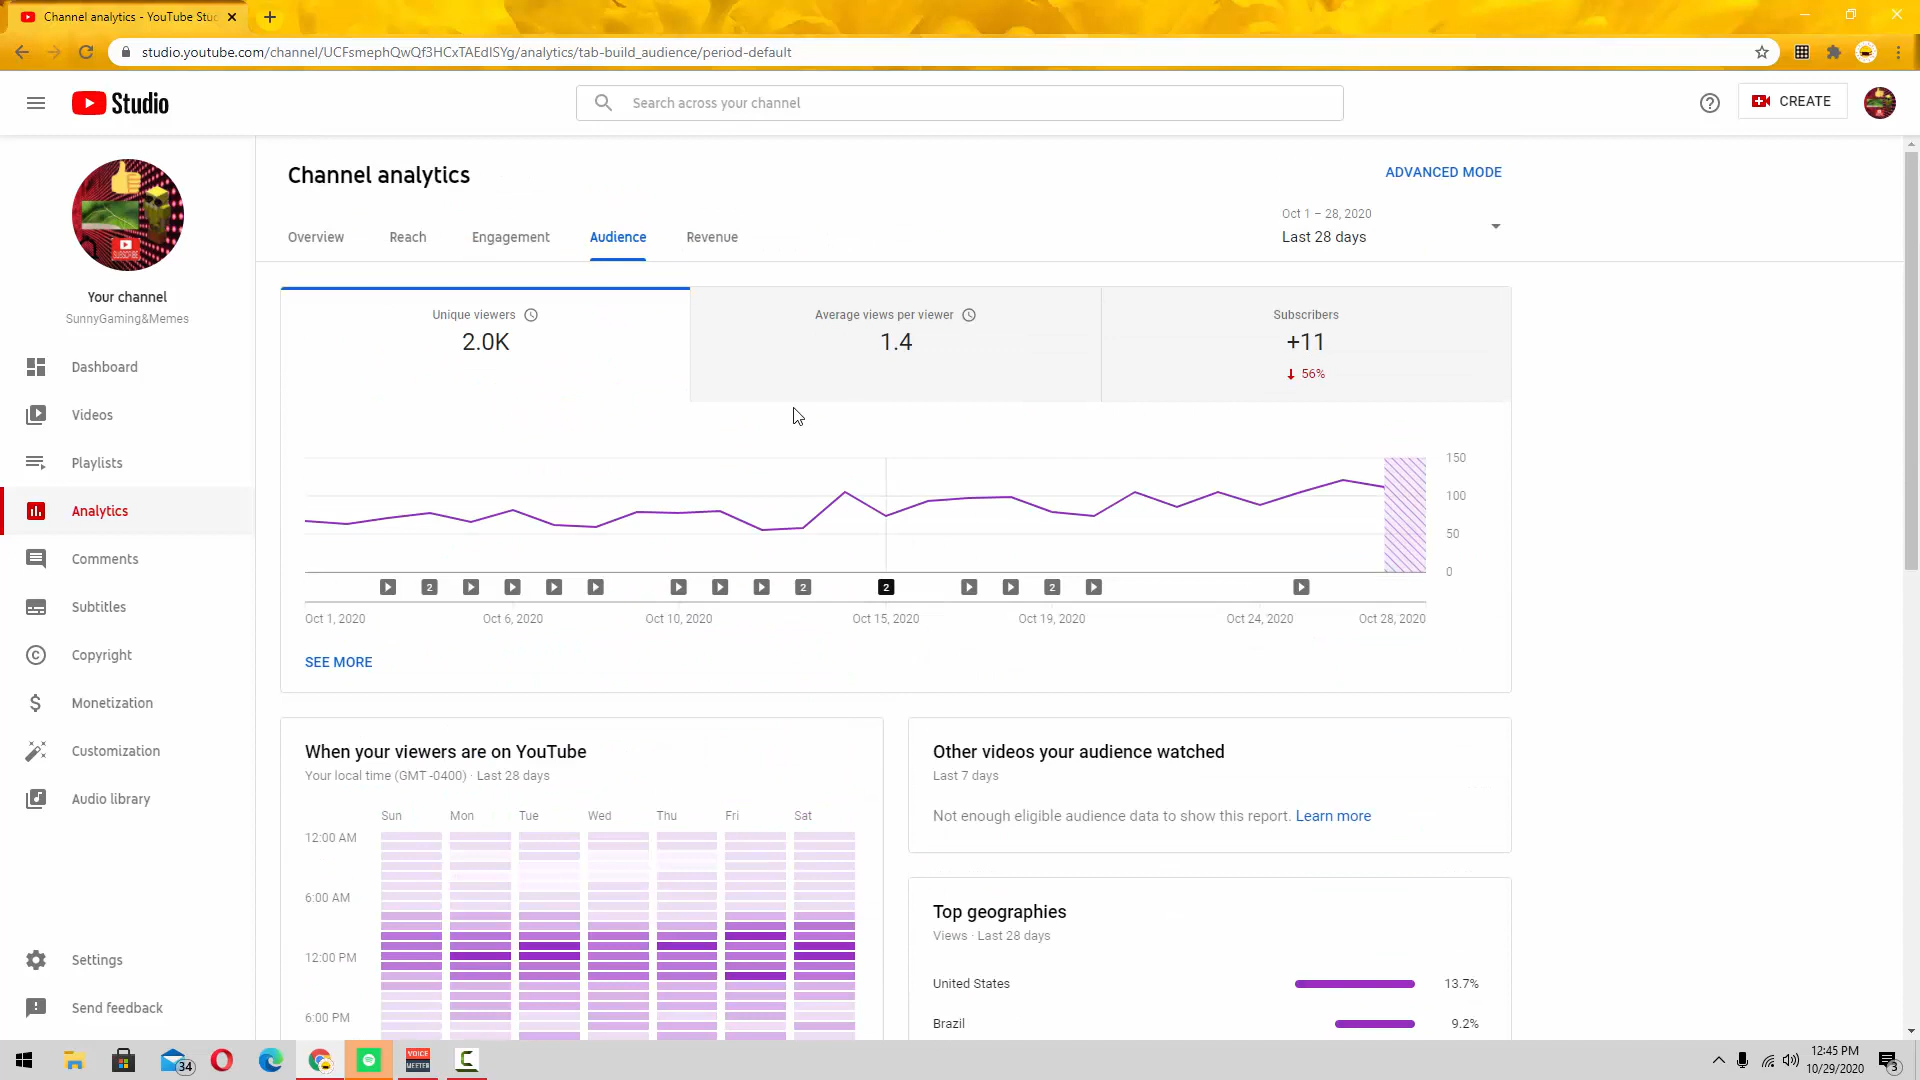 Channel analytics - YouTube Stu
studio.youtube.com/channel/UCFsmephQwQf3HCxTAEdISYg/analytics/tab-build_audience/period-default
Studio
Search across your channel
CREATE
Channel analytics
ADVANCED MODE
Oct 1 – 28, 2020
Last 28 days
Overview
Reach
Engagement
Audience
Revenue
SUBSCRIBE
Your channel
SunnyGaming&Memes
Dashboard
Videos
Playlists
Analytics
Comments
Subtitles
Copyright
Monetization
Customization
Audio library
Settings
Send feedback
Unique viewers
2.0K
Average views per viewer
1.4
Subscribers
+11
56%
150
100
50
0
2
2
2
2
Oct 1, 2020
Oct 6, 2020
Oct 10, 2020
Oct 15, 2020
Oct 19, 2020
Oct 24, 2020
Oct 28, 2020
SEE MORE
When your viewers are on YouTube
Your local time (GMT -0400) · Last 28 days
Sun Mon Tue Wed Thu Fri Sat
12:00 AM
6:00 AM
12:00 PM
6:00 PM
Other videos your audience watched
Last 7 days
Not enough eligible audience data to show this report. Learn more
Top geographies
Views · Last 28 days
United States 13.7%
Brazil 9.2%
34
VOICE
MEETER
12:45 PM
10/29/2020
3